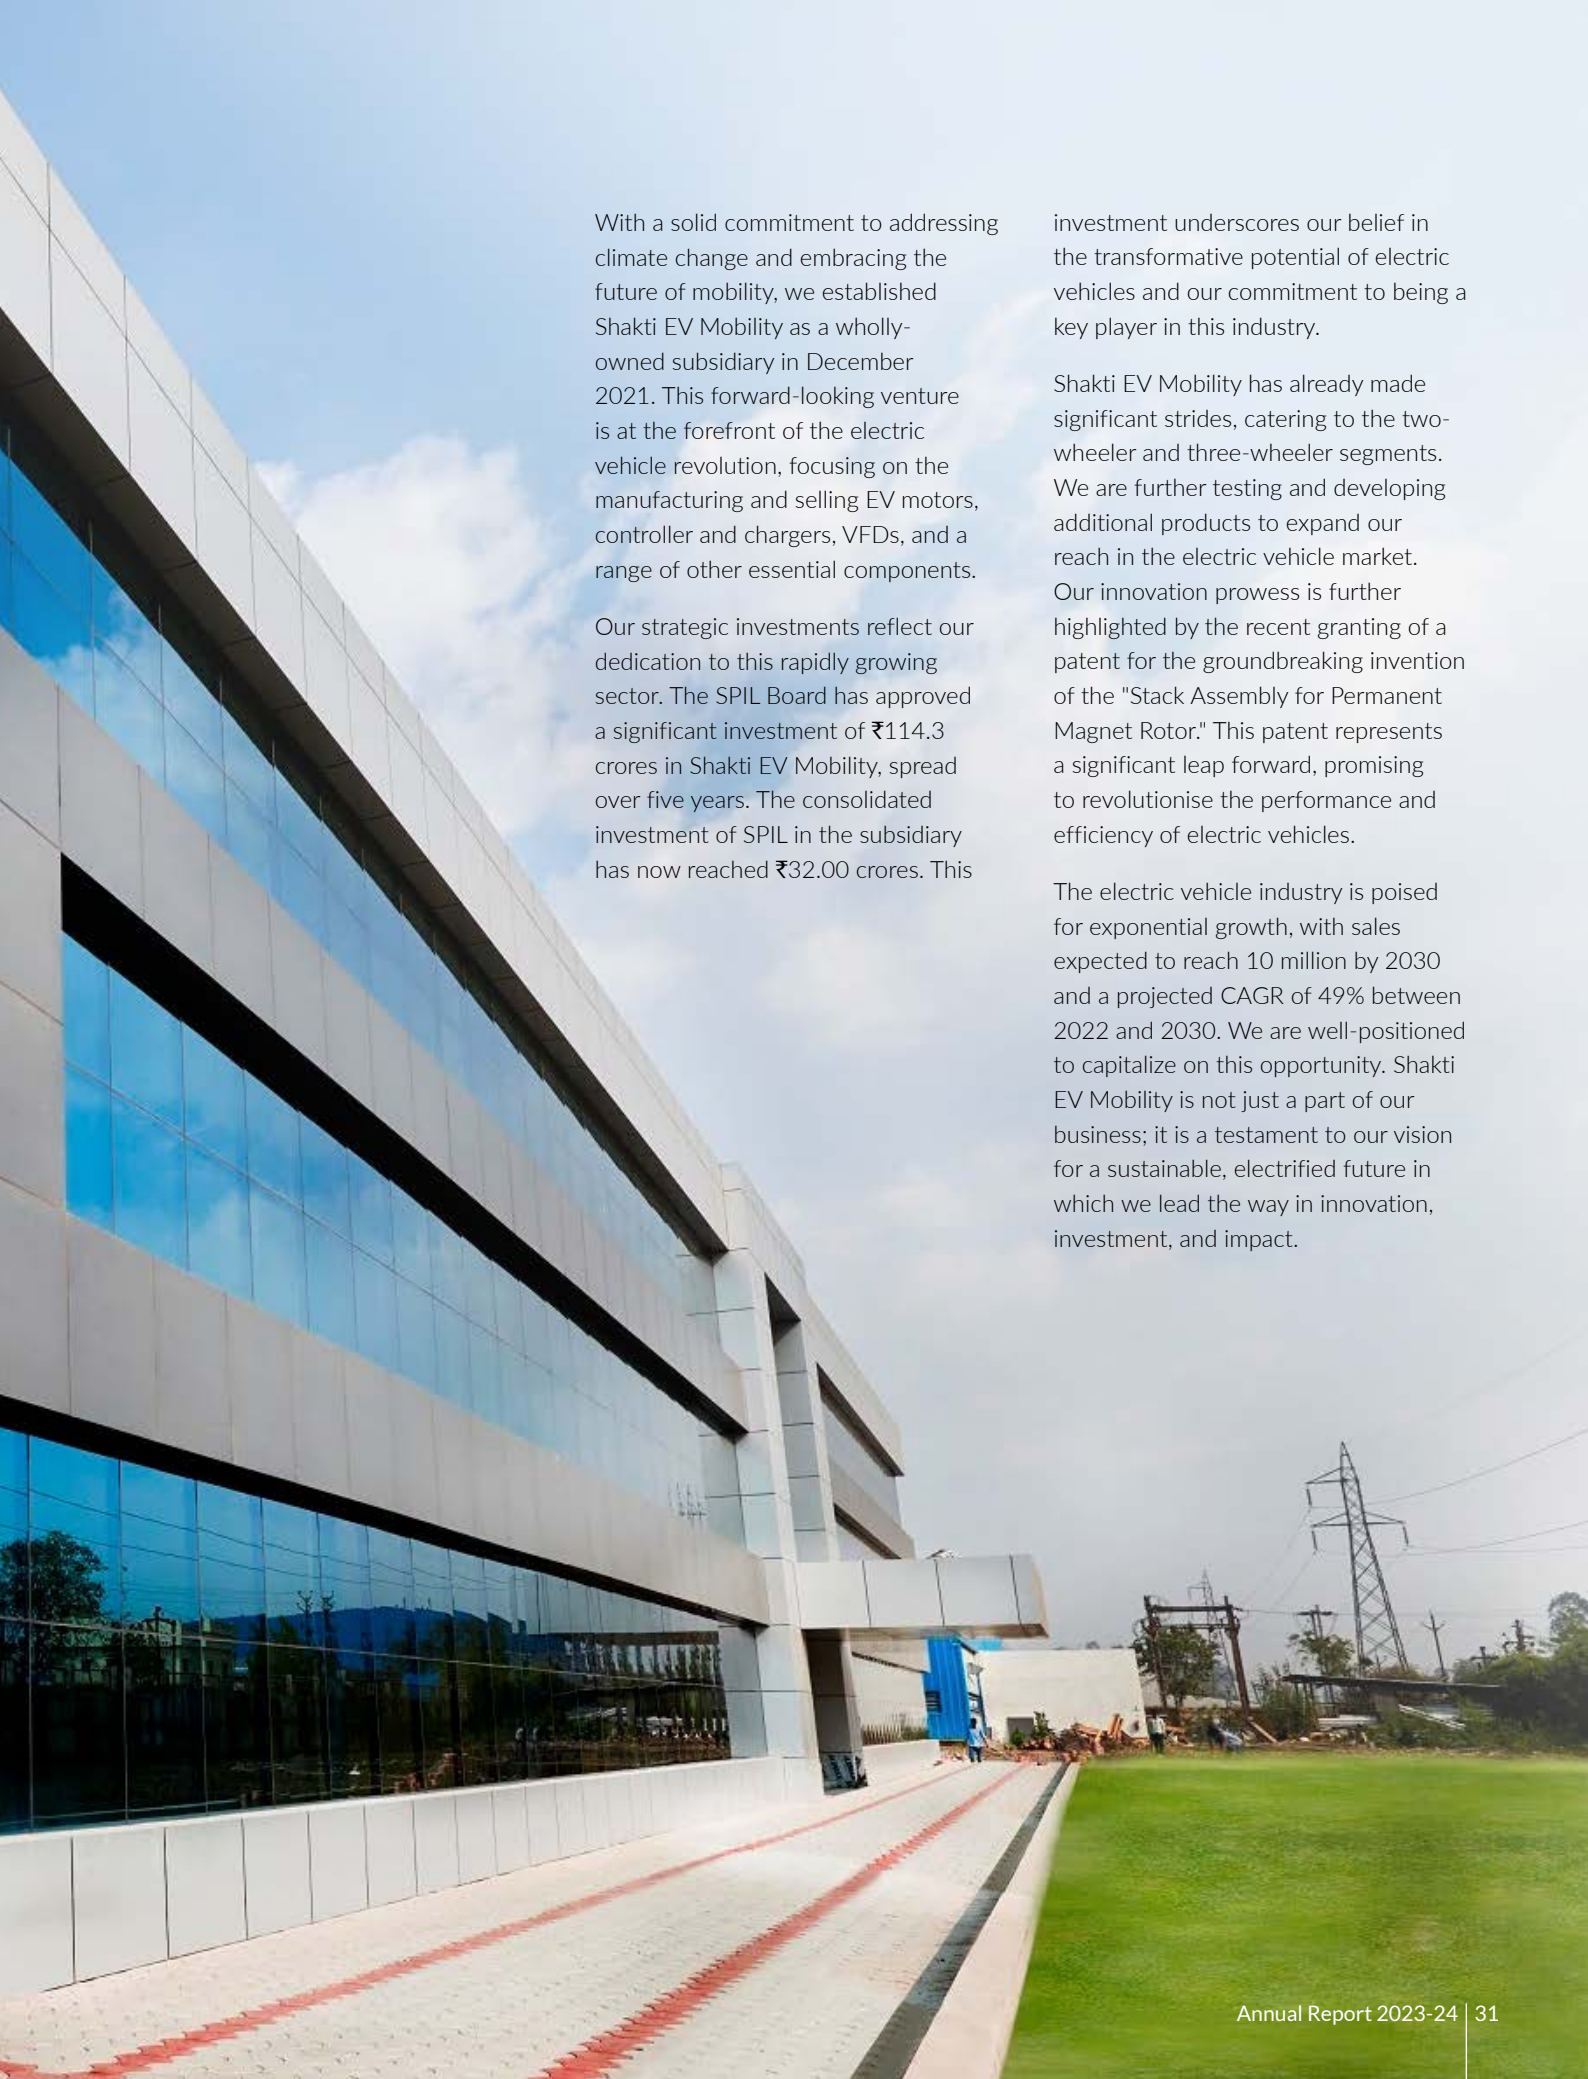 With a solid commitment to addressing
climate change and embracing the
future of mobility, we established
Shakti EV Mobility as a wholly-
owned subsidiary in December
2021. This forward-looking venture
is at the forefront of the electric
vehicle revolution, focusing on the
manufacturing and selling EV motors,
controller and chargers, VFDs, and a
range of other essential components.
Our strategic investments reflect our
dedication to this rapidly growing
sector. The SPIL Board has approved
a significant investment of ₹114.3
crores in Shakti EV Mobility, spread
over five years. The consolidated
investment of SPIL in the subsidiary
has now reached ₹32.00 crores. This
investment underscores our belief in
the transformative potential of electric
vehicles and our commitment to being a
key player in this industry.
Shakti EV Mobility has already made
significant strides, catering to the two-
wheeler and three-wheeler segments.
We are further testing and developing
additional products to expand our
reach in the electric vehicle market.
Our innovation prowess is further
highlighted by the recent granting of a
patent for the groundbreaking invention
of the "Stack Assembly for Permanent
Magnet Rotor." This patent represents
a significant leap forward, promising
to revolutionise the performance and
efficiency of electric vehicles.
The electric vehicle industry is poised
for exponential growth, with sales
expected to reach 10 million by 2030
and a projected CAGR of 49% between
2022 and 2030. We are well-positioned
to capitalize on this opportunity. Shakti
EV Mobility is not just a part of our
business; it is a testament to our vision
for a sustainable, electrified future in
which we lead the way in innovation,
investment, and impact.
Annual Report 2023-24 31